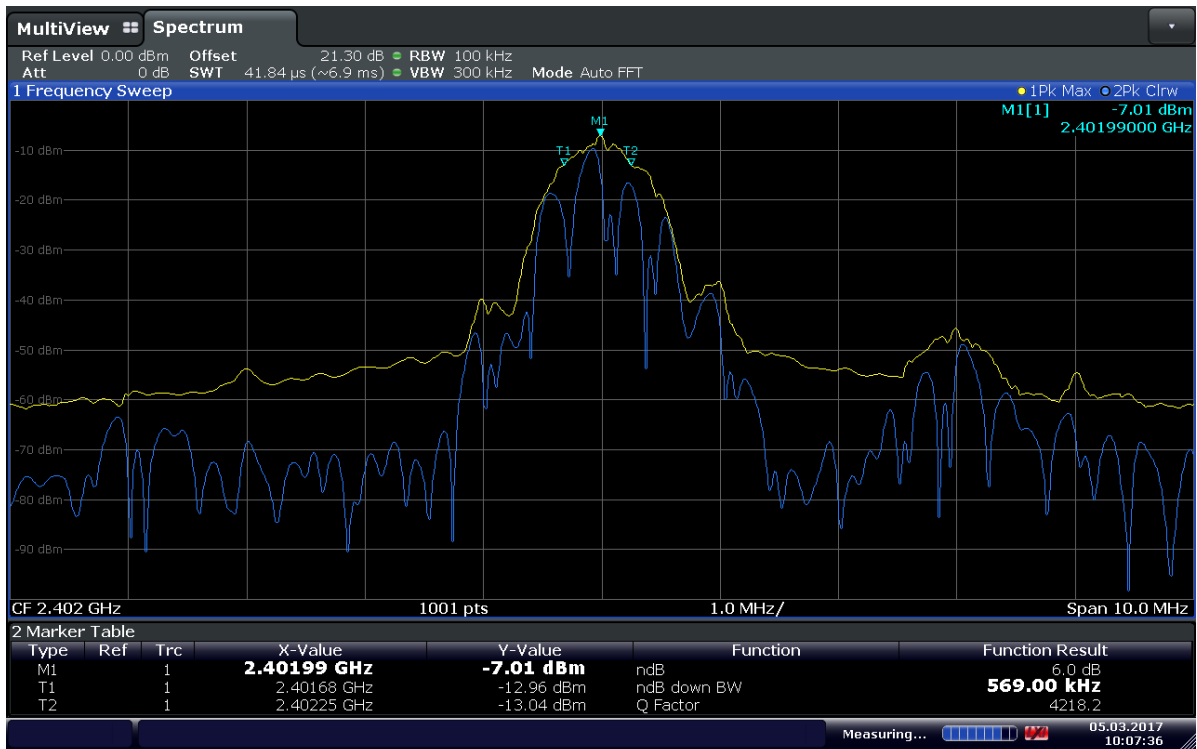 MultiView Spectrum
Ref Level 0.00 dBm Offset 21.30 dB RBW 100 kHz
Att 0 dB SWT 41.84 µs (~6.9 ms) VBW 300 kHz Mode Auto FFT
1 Frequency Sweep 1Pk Max 2Pk Clrw
M1[1] -7.01 dBm
2.40199000 GHz
M1
T1 T2
-10 dBm
-20 dBm
-30 dBm
-40 dBm
-50 dBm
-60 dBm
-70 dBm
-80 dBm
-90 dBm
CF 2.402 GHz 1001 pts 1.0 MHz/ Span 10.0 MHz
2 Marker Table
Type Ref Trc X-Value Y-Value Function Function Result
M1 1 2.40199 GHz -7.01 dBm ndB 6.0 dB
T1 1 2.40168 GHz -12.96 dBm ndB down BW 569.00 kHz
T2 1 2.40225 GHz -13.04 dBm Q Factor 4218.2
Measuring... 05.03.2017
10:07:36